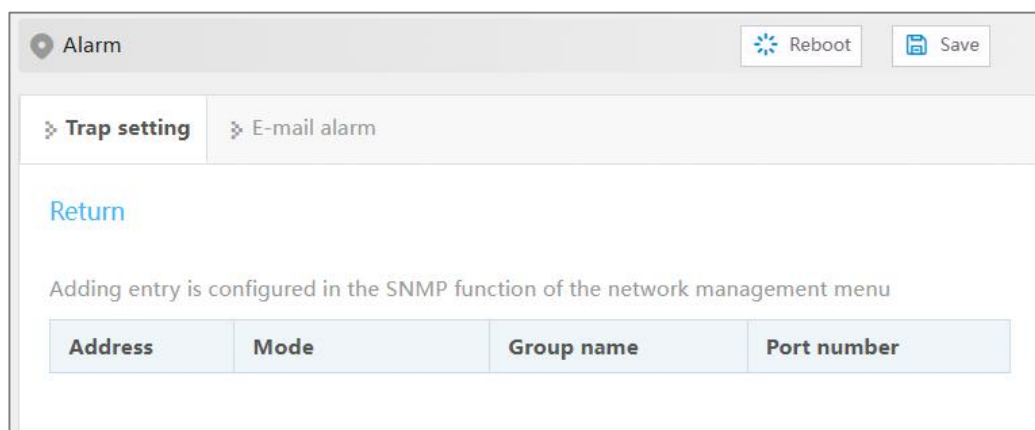 Alarm Reboot Save
Trap setting E-mail alarm
Return
Adding entry is configured in the SNMP function of the network management menu
Address Mode Group name Port number